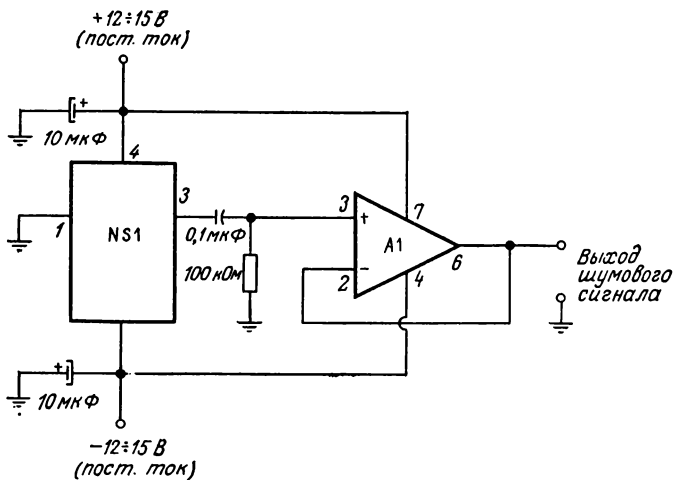 +12÷15 В
(пост. ток)
+
10 мкФ
4
3
1
NS1
0,1 мкФ
100 кОм
3
+
7
A1
6
2
−
4
Выход
шумового
сигнала
+
10 мкФ
−12÷15 В
(пост. ток)